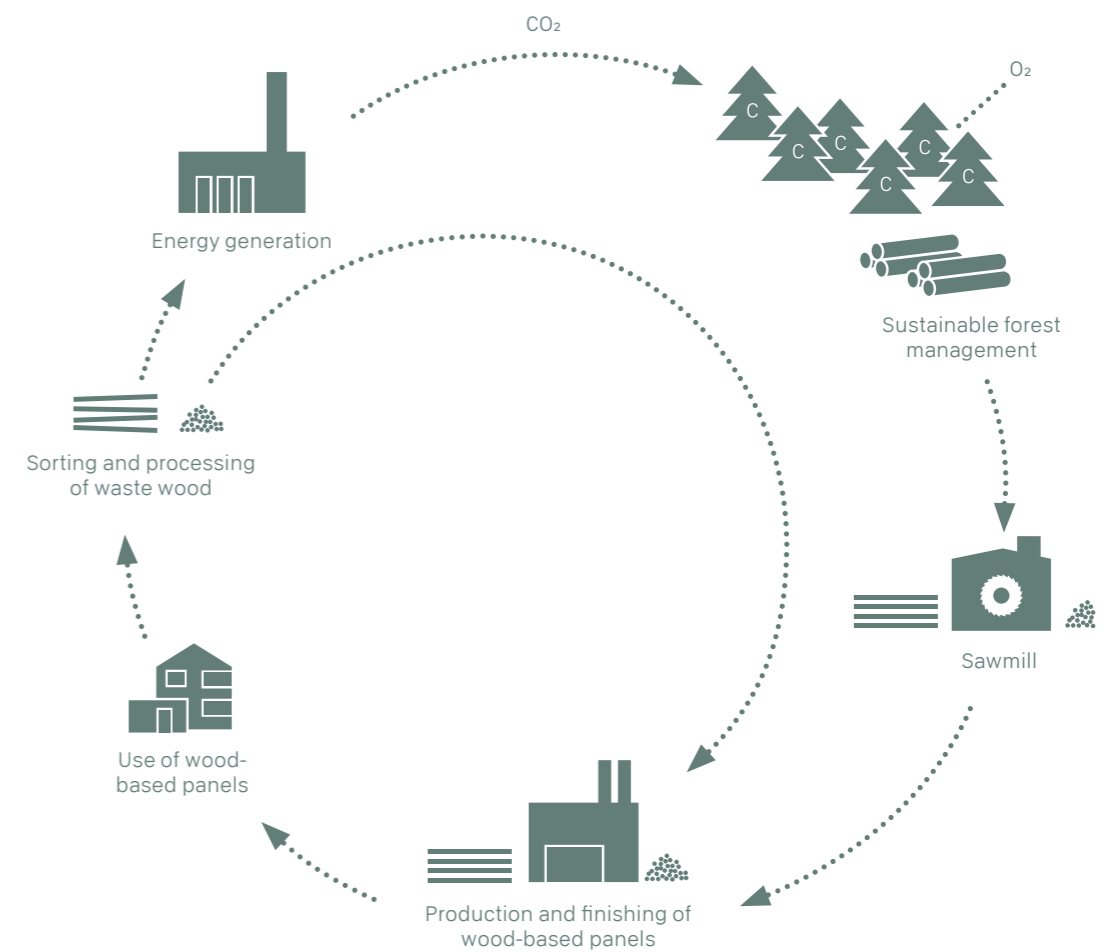 CO₂
O₂
C
C
C
C
C
C
Energy generation
Sustainable forest
management
Sorting and processing
of waste wood
Sawmill
Use of wood-
based panels
Production and finishing of
wood-based panels